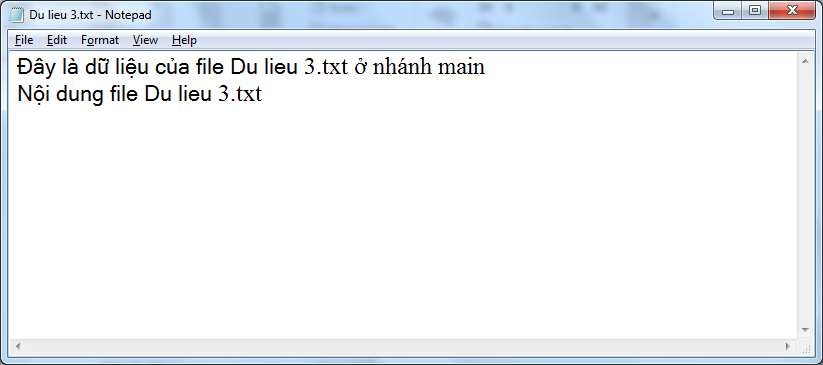 Du lieu 3.txt - Notepad
File Edit Format View Help
Đây là dữ liệu của file Du lieu 3.txt ở nhánh main
Nội dung file Du lieu 3.txt